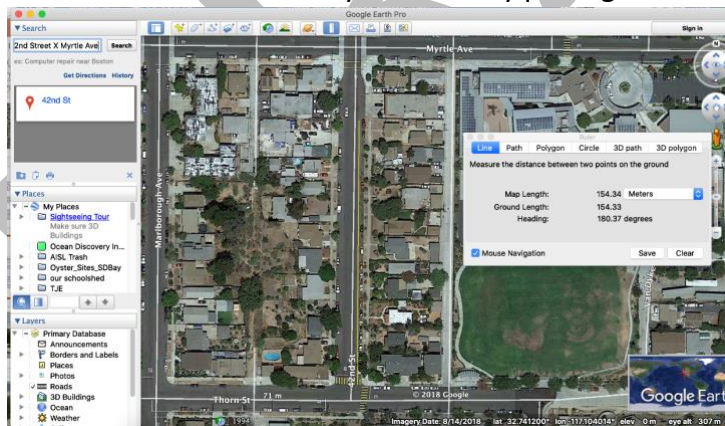 Google Earth Pro
Search
2nd Street X Myrtle Ave
Search
ex: Computer repair near Boston
Get Directions
History
42nd St
Places
My Places
Sightseeing Tour
Make sure 3D
Buildings
Ocean Discovery In...
AISL Trash
Oyster_Sites_SDBay
our schoolshed
TJE
Layers
Primary Database
Announcements
Borders and Labels
Places
Photos
Roads
3D Buildings
Ocean
Weather
Sign in
Myrtle Ave
Marlborough Ave
42nd St
Thorn St
71 m
1994
© 2018 Google
Ruler
Line
Path
Polygon
Circle
3D path
3D polygon
Measure the distance between two points on the ground
Map Length: 154.34 Meters
Ground Length: 154.33
Heading: 180.37 degrees
Mouse Navigation
Save
Clear
Google Eart
Imagery Date: 8/14/2018 lat 32.741200° lon -117.104014° elev 0 m eye alt 307 m